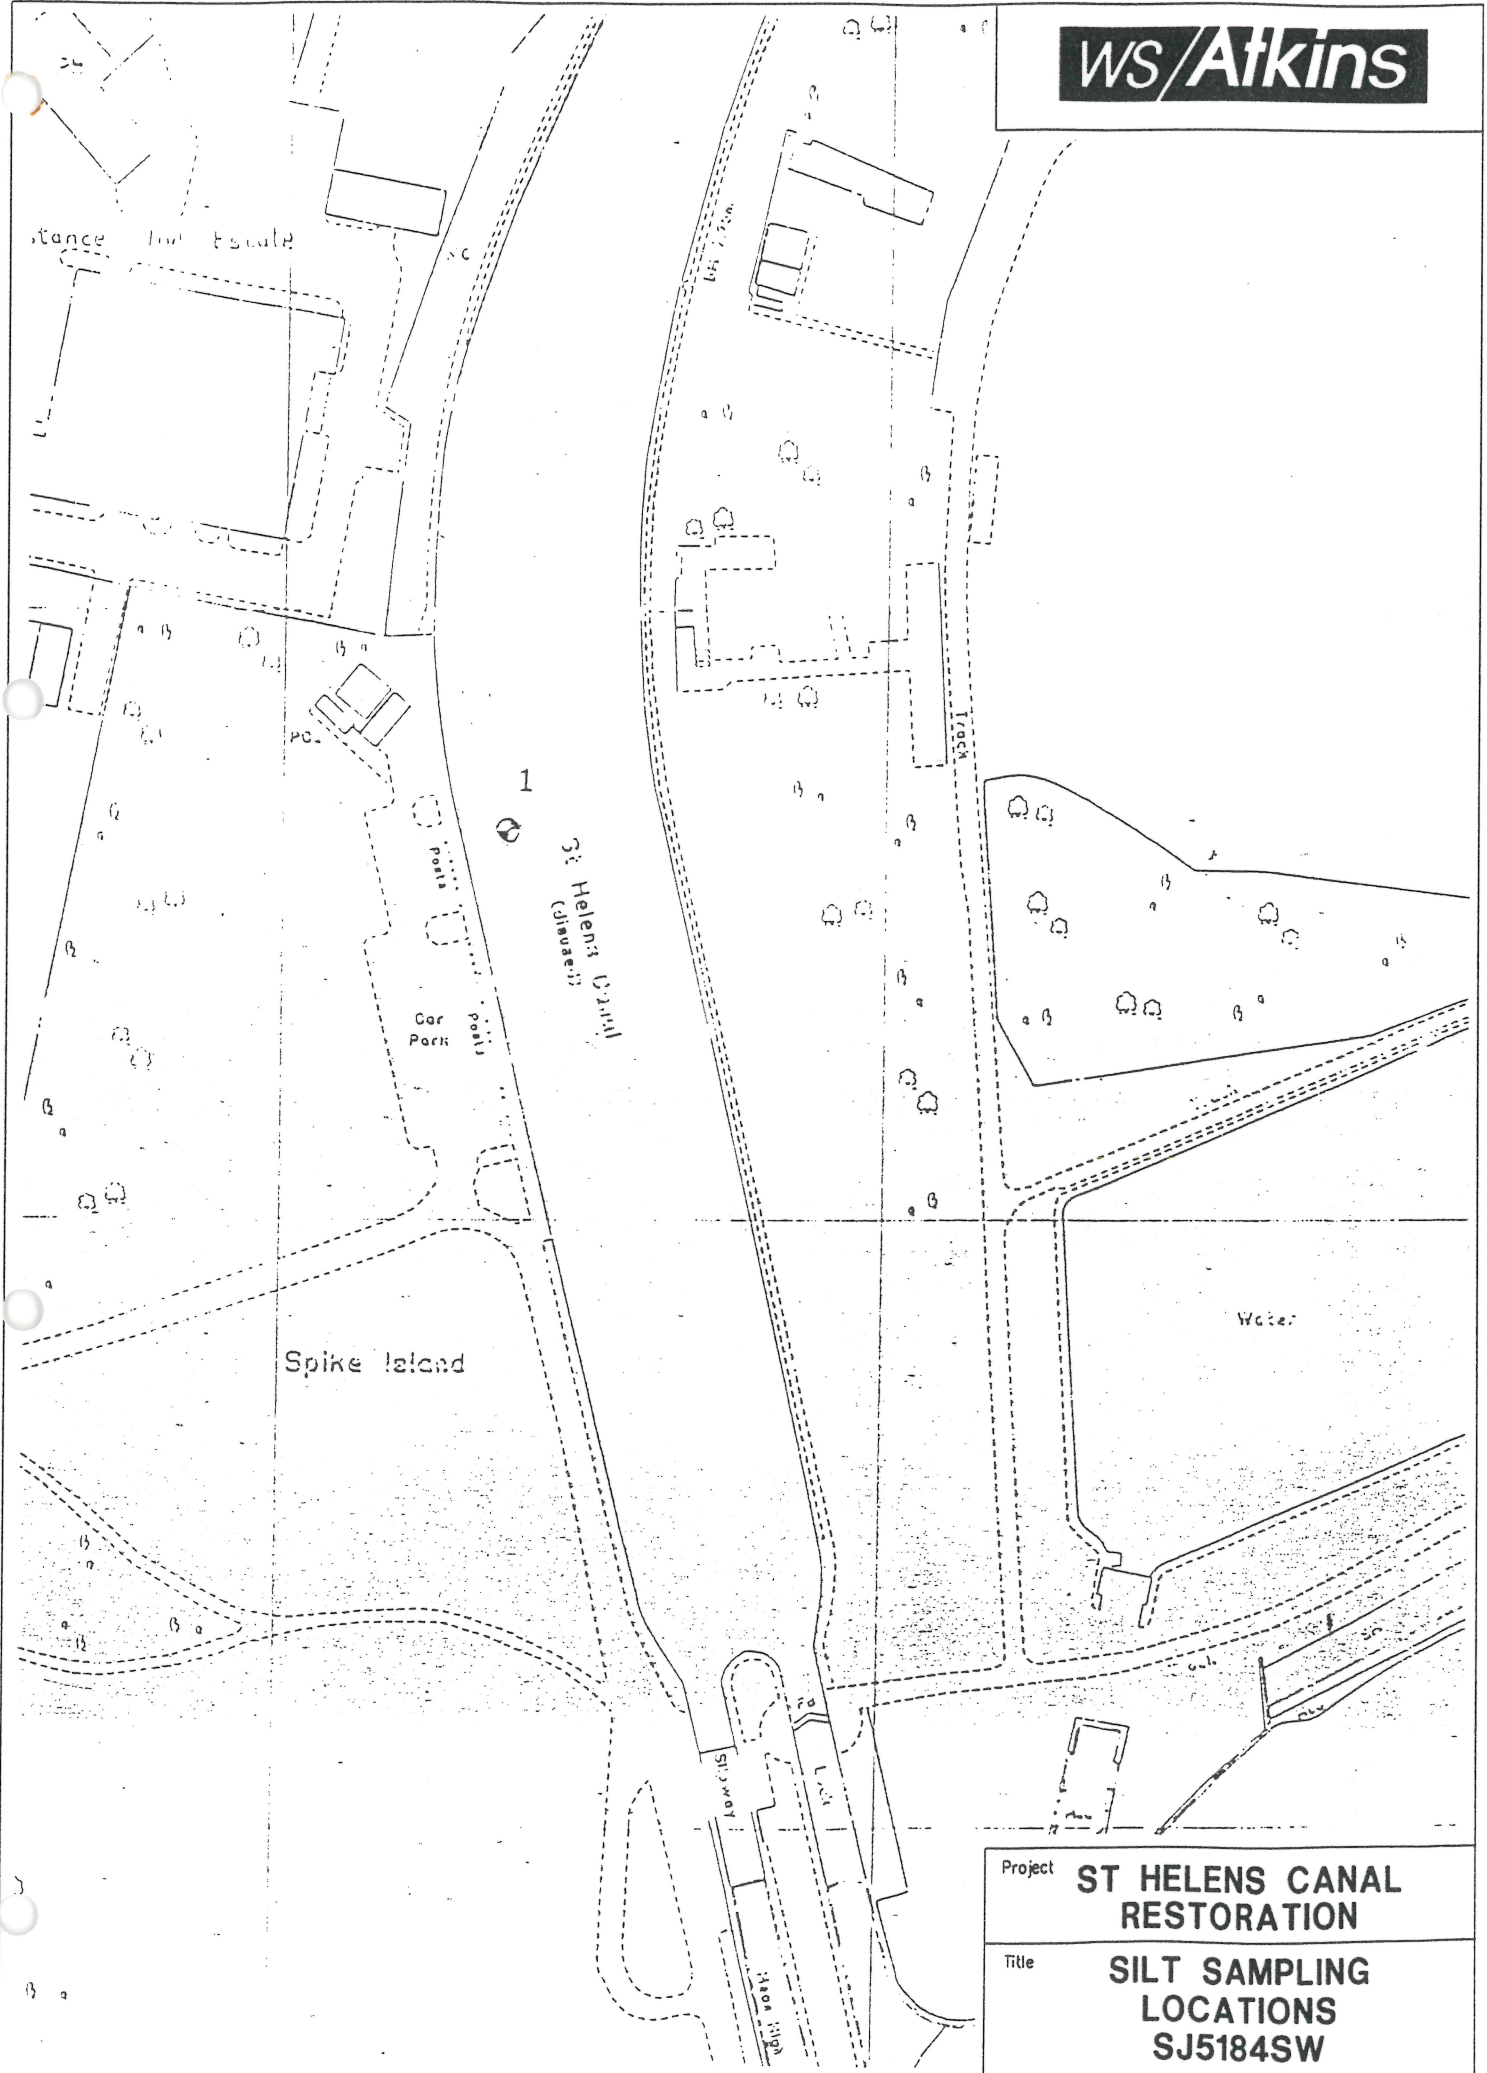 WS/Atkins
Track
1
Posts
St Helens Canal
(disused)
Car
Park
Posts
Spike Island
Water
Slipway
Lock
Project
ST HELENS CANAL
RESTORATION
Title
SILT SAMPLING
LOCATIONS
SJ5184SW